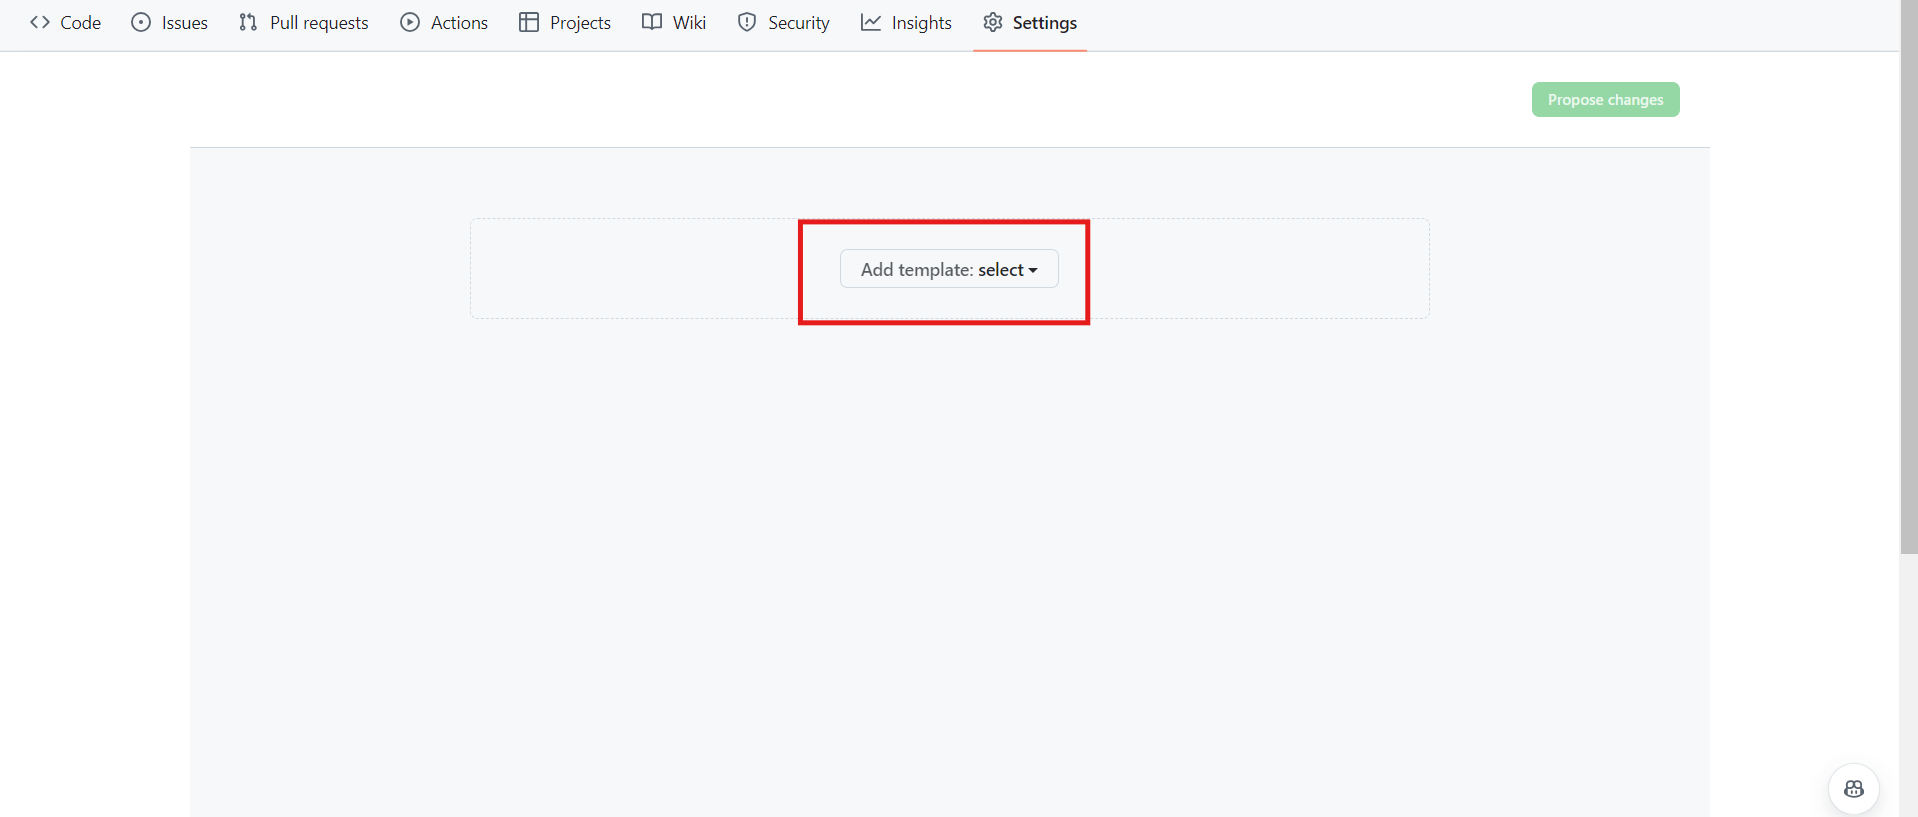 Code Issues Pull requests Actions Projects Wiki Security Insights Settings
Propose changes
Add template: select